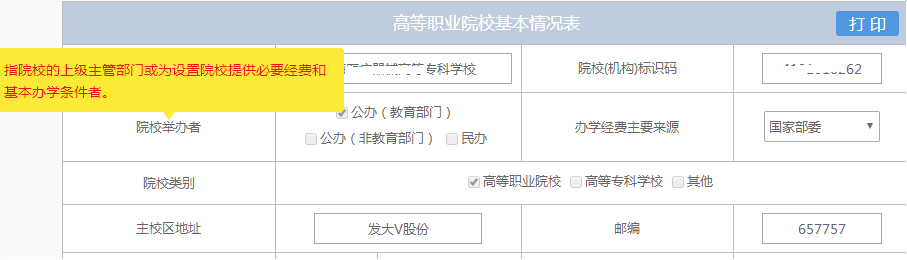 高等职业院校基本情况表
打 印
指院校的上级主管部门或为设置院校提供必要经费和
基本办学条件者。
高等专科学校
院校(机构)标识码
62
院校举办者
公办（教育部门）
公办（非教育部门） 民办
办学经费主要来源
国家部委
院校类别
高等职业院校 高等专科学校 其他
主校区地址
发大V股份
邮编
657757